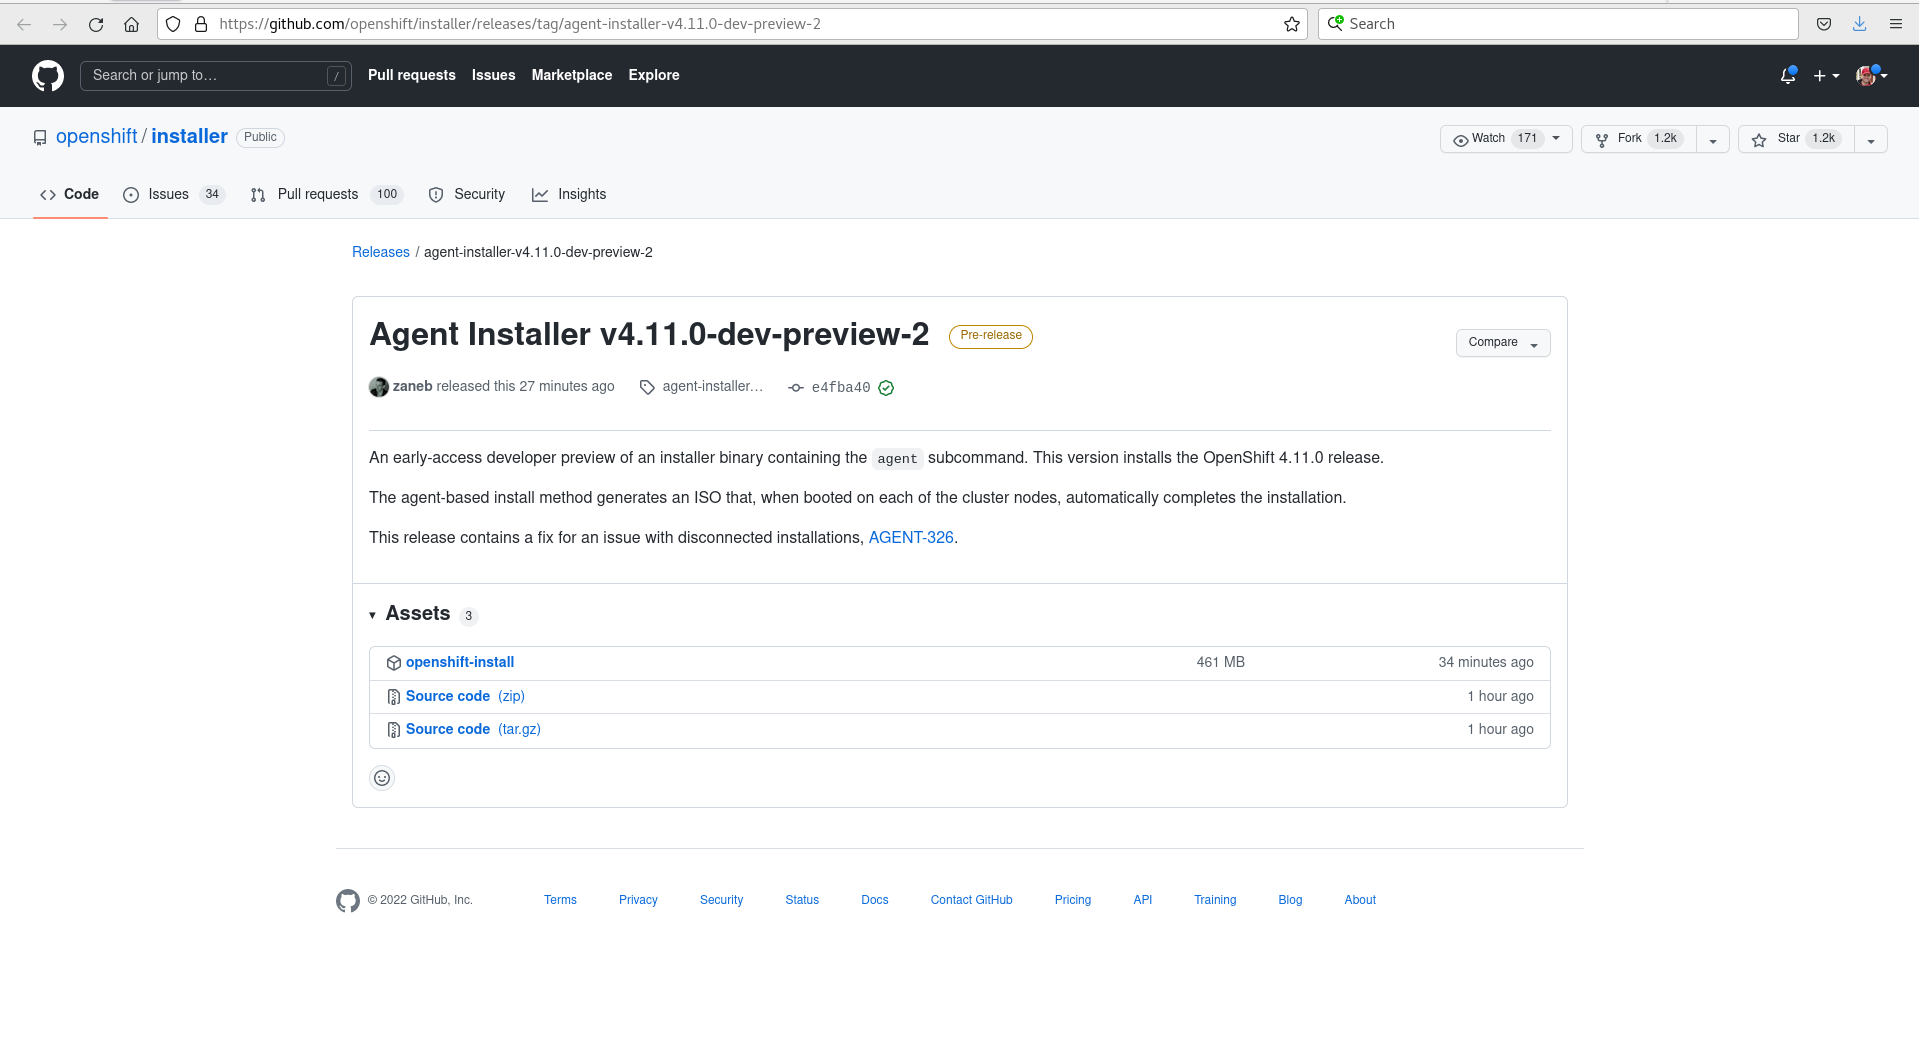 https://github.com/openshift/installer/releases/tag/agent-installer-v4.11.0-dev-preview-2 Search
Search or jump to… / Pull requests Issues Marketplace Explore
openshift / installer Public Watch 171 Fork 1.2k Star 1.2k
Code Issues 34 Pull requests 100 Security Insights
Releases / agent-installer-v4.11.0-dev-preview-2
Agent Installer v4.11.0-dev-preview-2 Pre-release Compare
zaneb released this 27 minutes ago agent-installer… e4fba40
An early-access developer preview of an installer binary containing the agent subcommand. This version installs the OpenShift 4.11.0 release.
The agent-based install method generates an ISO that, when booted on each of the cluster nodes, automatically completes the installation.
This release contains a fix for an issue with disconnected installations, AGENT-326.
Assets 3
openshift-install 461 MB 34 minutes ago
Source code (zip) 1 hour ago
Source code (tar.gz) 1 hour ago
© 2022 GitHub, Inc. Terms Privacy Security Status Docs Contact GitHub Pricing API Training Blog About